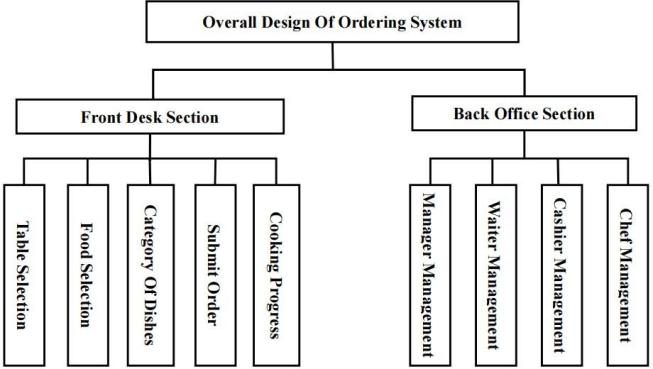 Overall Design Of Ordering System
Front Desk Section
Back Office Section
Table Selection
Food Selection
Category Of Dishes
Submit Order
Cooking Progress
Manager Management
Waiter Management
Cashier Management
Chef Management